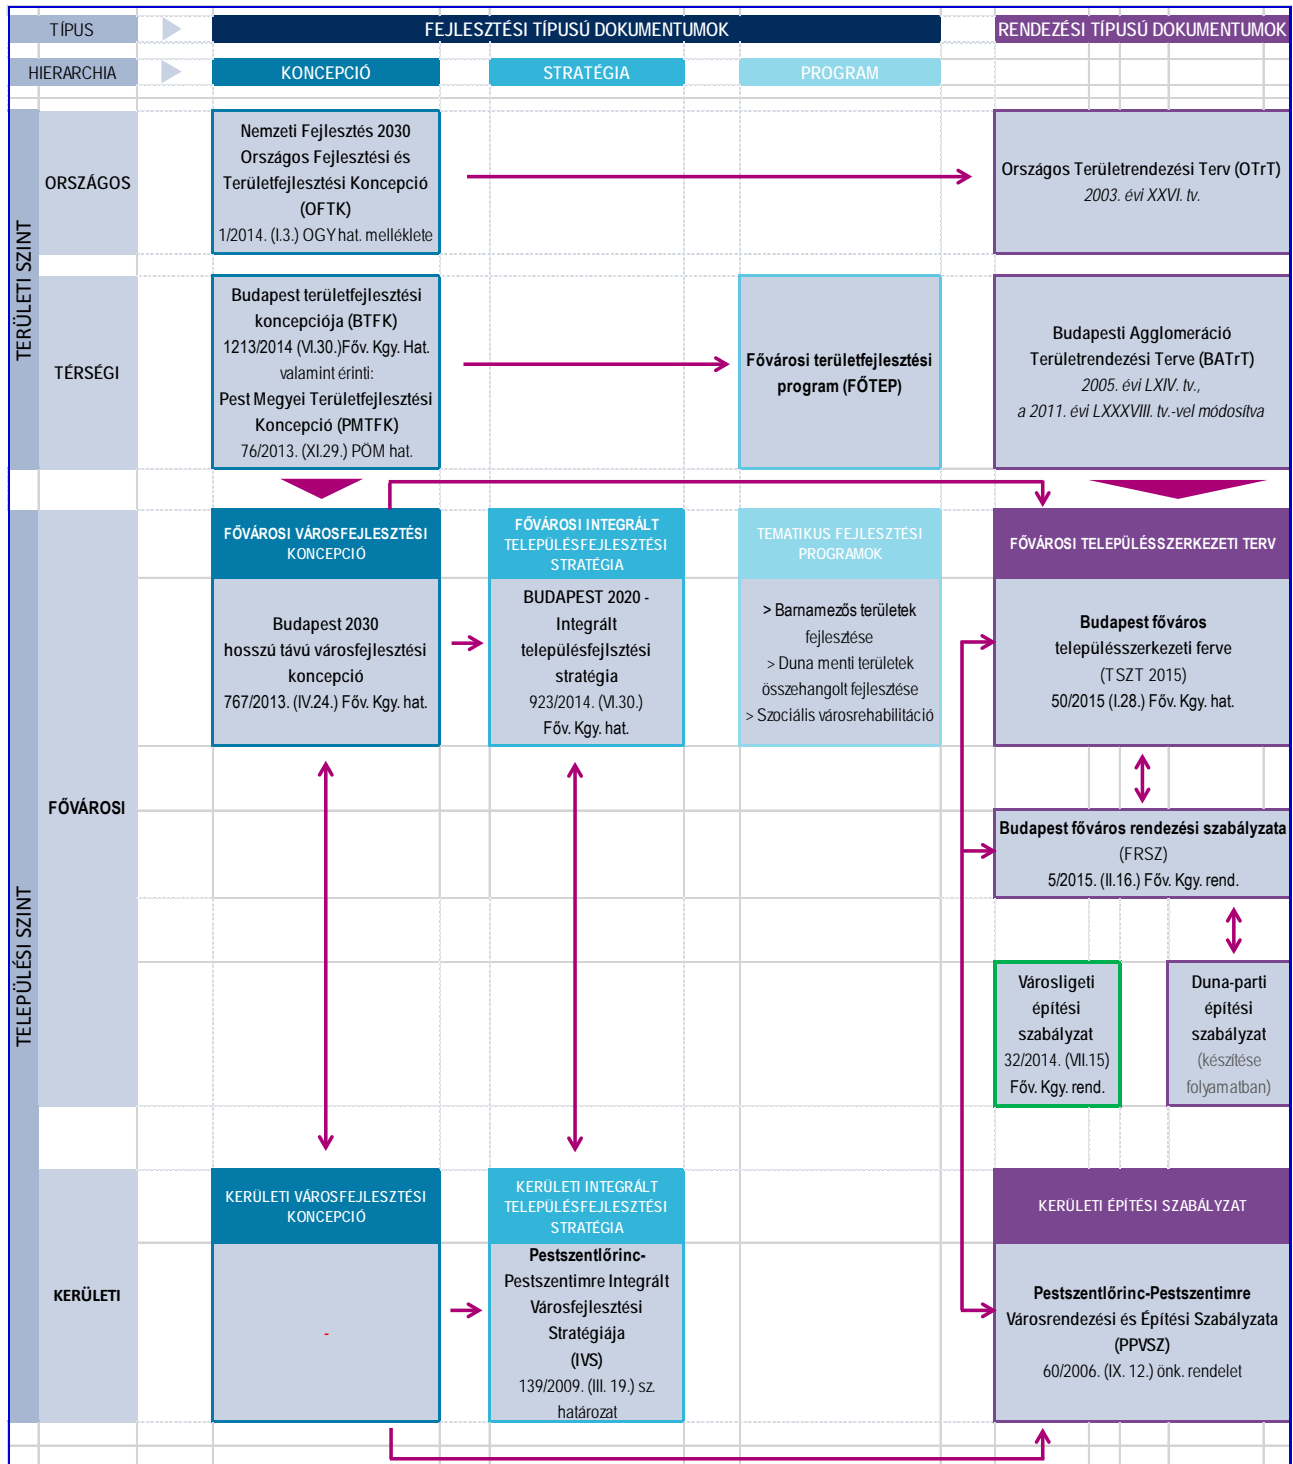 TÍPUS
FEJLESZTÉSI TÍPUSÚ DOKUMENTUMOK
RENDEZÉSI TÍPUSÚ DOKUMENTUMOK
HIERARCHIA
KONCEPCIÓ
STRATÉGIA
PROGRAM
TERÜLETI SZINT
ORSZÁGOS
Nemzeti Fejlesztés 2030
Országos Fejlesztési és
Területfejlesztési Koncepció
(OFTK)
1/2014. (I.3.) OGY hat. melléklete
Országos Területrendezési Terv (OTrT)
2003. évi XXVI. tv.
TÉRSÉGI
Budapest területfejlesztési
koncepciója (BTFK)
1213/2014 (VI.30.)Főv. Kgy. Hat.
valamint érinti:
Pest Megyei Területfejlesztési
Koncepció (PMTFK)
76/2013. (XI.29.) PÖM hat.
Fővárosi területfejlesztési
program (FŐTEP)
Budapesti Agglomeráció
Területrendezési Terve (BATrT)
2005. évi LXIV. tv.,
a 2011. évi LXXXVIII. tv.-vel módosítva
TELEPÜLÉSI SZINT
FŐVÁROSI
FŐVÁROSI VÁROSFEJLESZTÉSI
KONCEPCIÓ
Budapest 2030
hosszú távú városfejlesztési
koncepció
767/2013. (IV.24.) Főv. Kgy. hat.
FŐVÁROSI INTEGRÁLT
TELEPÜLÉSFEJLESZTÉSI
STRATÉGIA
BUDAPEST 2020 -
Integrált
településfejlsztési
stratégia
923/2014. (VI.30.)
Főv. Kgy. hat.
TEMATIKUS FEJLESZTÉSI
PROGRAMOK
> Barnamezős területek
fejlesztése
> Duna menti területek
összehangolt fejlesztése
> Szociális városrehabilitáció
FŐVÁROSI TELEPÜLÉSSZERKEZETI TERV
Budapest főváros
településszerkezeti ferve
(TSZT 2015)
50/2015 (I.28.) Főv. Kgy. hat.
Budapest főváros rendezési szabályzata
(FRSZ)
5/2015. (II.16.) Főv. Kgy. rend.
Városligeti
építési
szabályzat
32/2014. (VII.15)
Főv. Kgy. rend.
Duna-parti
építési
szabályzat
(készítése
folyamatban)
KERÜLETI
KERÜLETI VÁROSFEJLESZTÉSI
KONCEPCIÓ
-
KERÜLETI INTEGRÁLT
TELEPÜLÉSFEJLESZTÉSI
STRATÉGIA
Pestszentlőrinc-
Pestszentimre Integrált
Városfejlesztési
Stratégiája
(IVS)
139/2009. (III. 19.) sz.
határozat
KERÜLETI ÉPÍTÉSI SZABÁLYZAT
Pestszentlőrinc-Pestszentimre
Városrendezési és Építési Szabályzata
(PPVSZ)
60/2006. (IX. 12.) önk. rendelet